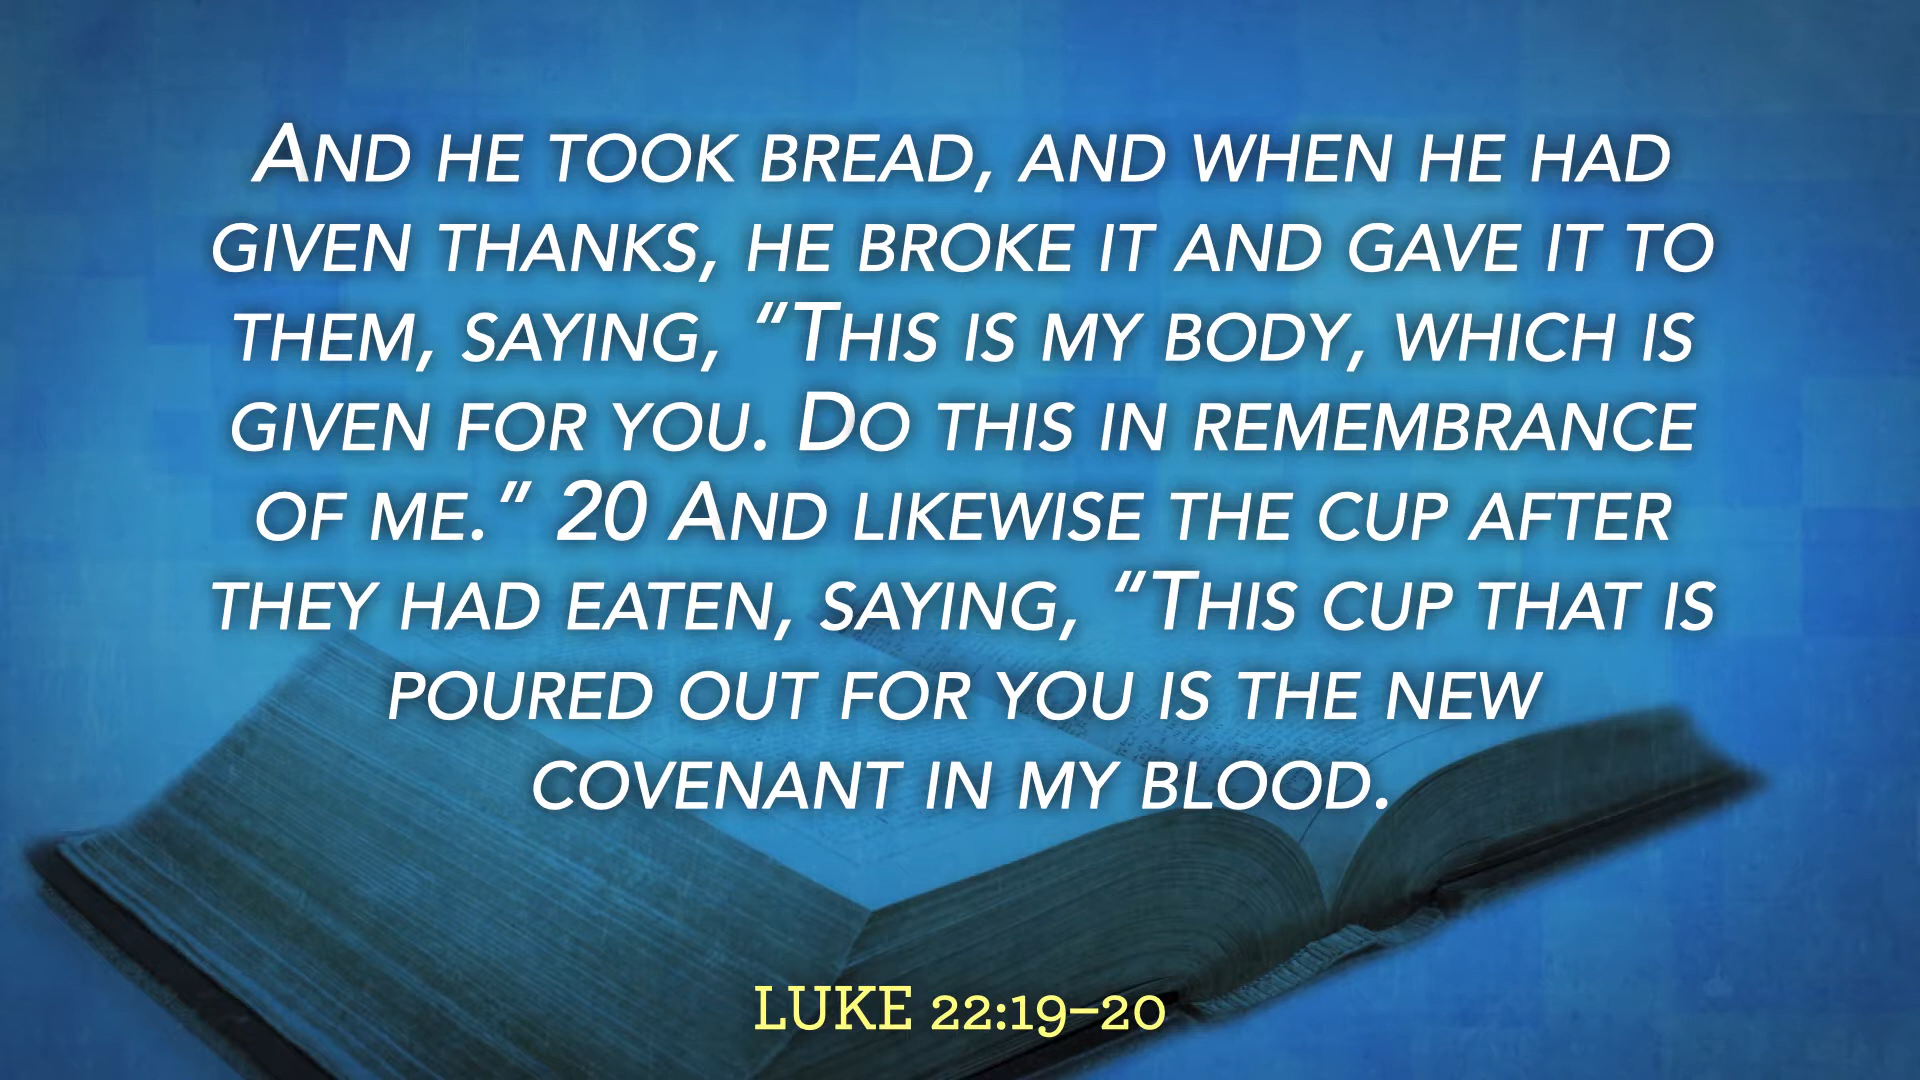 And he took bread, and when he had
given thanks, he broke it and gave it to
them, saying, “This is my body, which is
given for you. Do this in remembrance
of me.” 20 And likewise the cup after
they had eaten, saying, “This cup that is
poured out for you is the new
covenant in my blood.
LUKE 22:19–20